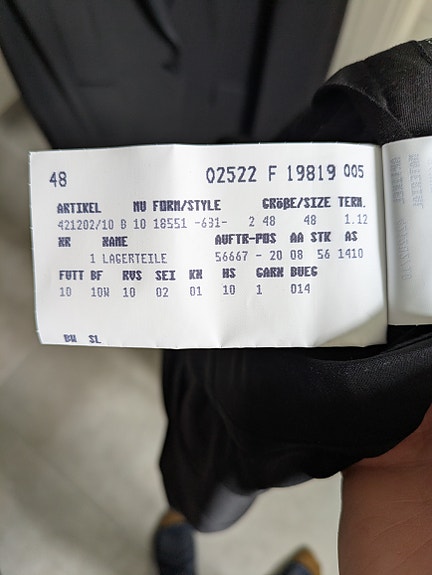 48 02522 F 19819 005
ARTIKEL MU FORM/STYLE GRÖßE/SIZE TERM.
421202/10 B 10 18551 -631- 2 48 48 1.12
KR NAME AUFTR-POS AA STK AS
1 LAGERTEILE 56667 - 20 08 56 1410
FUTT BF RVS SEI KN HS GARN BUEG
10 10W 10 02 01 10 1 014
BW SL